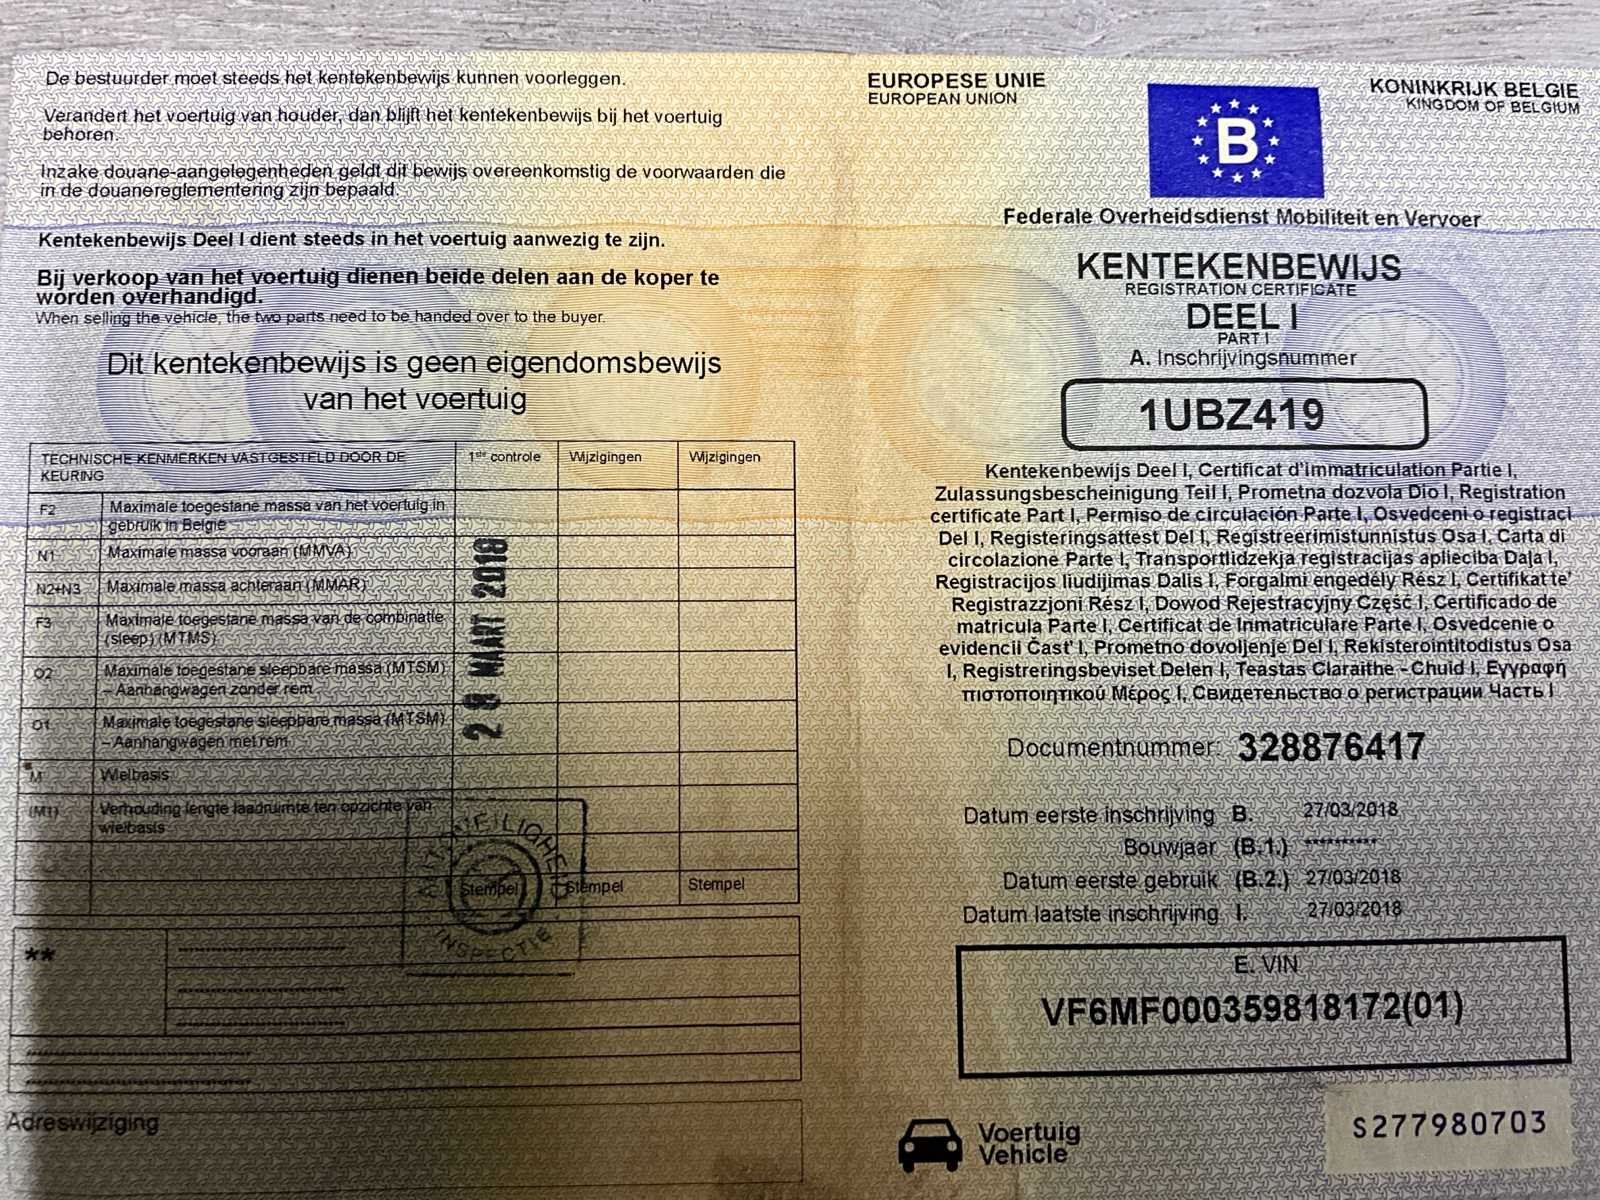 De bestuurder moet steeds het kentekenbewijs kunnen voorleggen.
Verandert het voertuig van houder, dan blijft het kentekenbewijs bij het voertuig
behoren.
Inzake douane-aangelegenheden geldt dit bewijs overeenkomstig de voorwaarden die
in de douanereglementering zijn bepaald.
Kentekenbewijs Deel I dient steeds in het voertuig aanwezig te zijn.
Bij verkoop van het voertuig dienen beide delen aan de koper te
worden overhandigd.
When selling the vehicle, the two parts need to be handed over to the buyer.
Dit kentekenbewijs is geen eigendomsbewijs
van het voertuig
TECHNISCHE KENMERKEN VASTGESTELD DOOR DE
KEURING
1ste controle
Wijzigingen
Wijzigingen
F2 Maximale toegestane massa van het voertuig in
gebruik in België
N1 Maximale massa vooraan (MMVA)
N2+N3 Maximale massa achteraan (MMAR)
F3 Maximale toegestane massa van de combinatie
(sleep) (MTMS)
O2 Maximale toegestane sleepbare massa (MTSM)
– Aanhangwagen zonder rem
O1 Maximale toegestane sleepbare massa (MTSM)
– Aanhangwagen met rem
M Wielbasis
(M1) Verhouding lengte laadruimte ten opzichte van
wielbasis
28 MAART 2018
Stempel
Stempel
Stempel
AUTOVEILIGHEID
INSPECTIE
**
Adreswijziging
EUROPESE UNIE
EUROPEAN UNION
B
KONINKRIJK BELGIE
KINGDOM OF BELGIUM
Federale Overheidsdienst Mobiliteit en Vervoer
KENTEKENBEWIJS
REGISTRATION CERTIFICATE
DEEL I
PART I
A. Inschrijvingsnummer
1UBZ419
Kentekenbewijs Deel I, Certificat d'immatriculation Partie I,
Zulassungsbescheinigung Teil I, Prometna dozvola Dio I, Registration
certificate Part I, Permiso de circulación Parte I, Osvedceni o registraci
Del I, Registeringsattest Del I, Registreerimistunnistus Osa I, Carta di
circolazione Parte I, Transportlidzekja registracijas aplieciba Daļa I,
Registracijos liudijimas Dalis I, Forgalmi engedély Rész I, Certifikat te'
Registrazzjoni Rész I, Dowod Rejestracyjny Część I, Certificado de
matricula Parte I, Certificat de Inmatriculare Parte I, Osvedcenie o
evidencii Čast' I, Prometno dovoljenje Del I, Rekisterointitodistus Osa
I, Registreringsbeviset Delen I, Teastas Claraithe - Chuid I, Εγγραφή
πιστοποιητικού Μέρος I, Свидетельство о регистрации Часть I
Documentnummer: 328876417
Datum eerste inschrijving B. 27/03/2018
Bouwjaar (B.1.) **********
Datum eerste gebruik (B.2.) 27/03/2018
Datum laatste inschrijving I. 27/03/2018
E. VIN
VF6MF000359818172(01)
Voertuig
Vehicle
S277980703